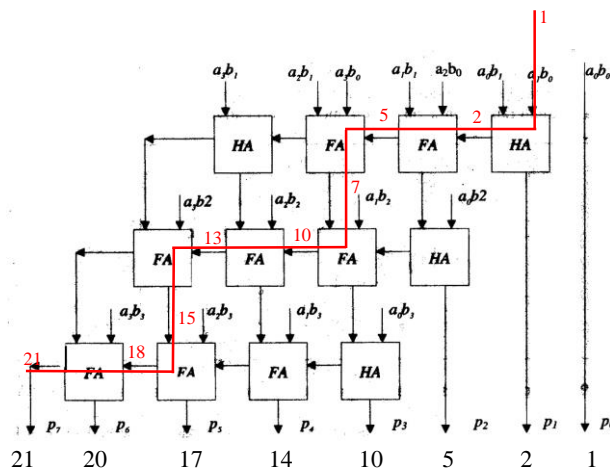 1
a₃b₁ a₂b₁ a₃b₀ a₁b₁ a₂b₀ a₀b₁ a₁b₀ a₀b₀
5 2
HA FA FA HA
7
a₃b2 a₂b₂ a₁b₂ a₀b2
13 10
FA FA FA HA
a₃b₃ 15 a₂b₃ a₁b₃ a₀b₃
21 18
FA FA FA HA
p₇ p₆ p₅ p₄ p₃ p₂ p₁
21 20 17 14 10 5 2 1